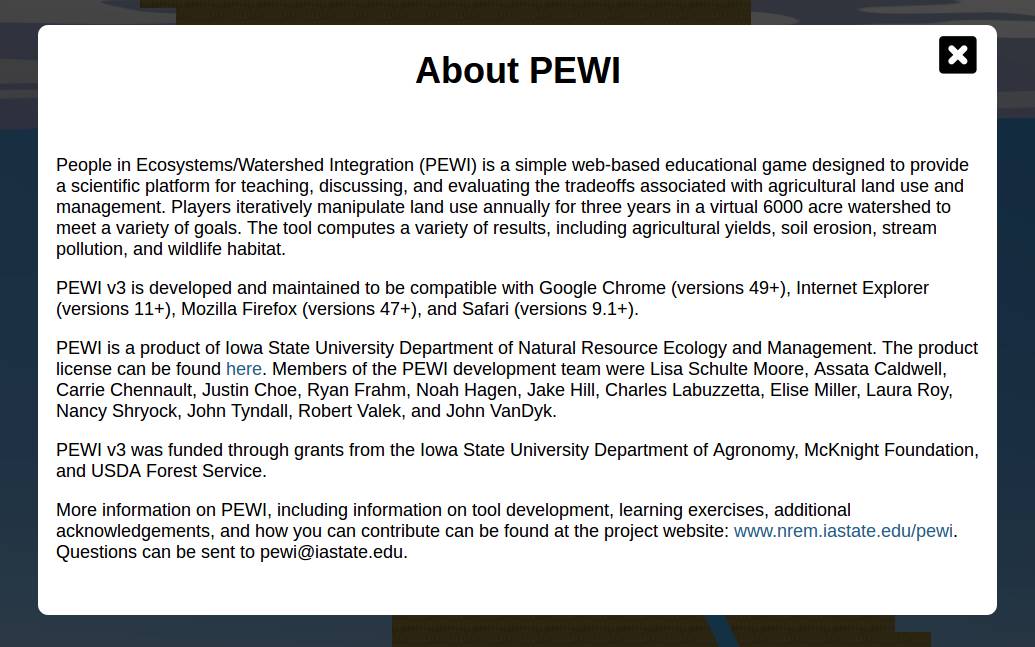 About PEWI
People in Ecosystems/Watershed Integration (PEWI) is a simple web-based educational game designed to provide
a scientific platform for teaching, discussing, and evaluating the tradeoffs associated with agricultural land use and
management. Players iteratively manipulate land use annually for three years in a virtual 6000 acre watershed to
meet a variety of goals. The tool computes a variety of results, including agricultural yields, soil erosion, stream
pollution, and wildlife habitat.
PEWI v3 is developed and maintained to be compatible with Google Chrome (versions 49+), Internet Explorer
(versions 11+), Mozilla Firefox (versions 47+), and Safari (versions 9.1+).
PEWI is a product of Iowa State University Department of Natural Resource Ecology and Management. The product
license can be found here. Members of the PEWI development team were Lisa Schulte Moore, Assata Caldwell,
Carrie Chennault, Justin Choe, Ryan Frahm, Noah Hagen, Jake Hill, Charles Labuzzetta, Elise Miller, Laura Roy,
Nancy Shryock, John Tyndall, Robert Valek, and John VanDyk.
PEWI v3 was funded through grants from the Iowa State University Department of Agronomy, McKnight Foundation,
and USDA Forest Service.
More information on PEWI, including information on tool development, learning exercises, additional
acknowledgements, and how you can contribute can be found at the project website: www.nrem.iastate.edu/pewi.
Questions can be sent to pewi@iastate.edu.